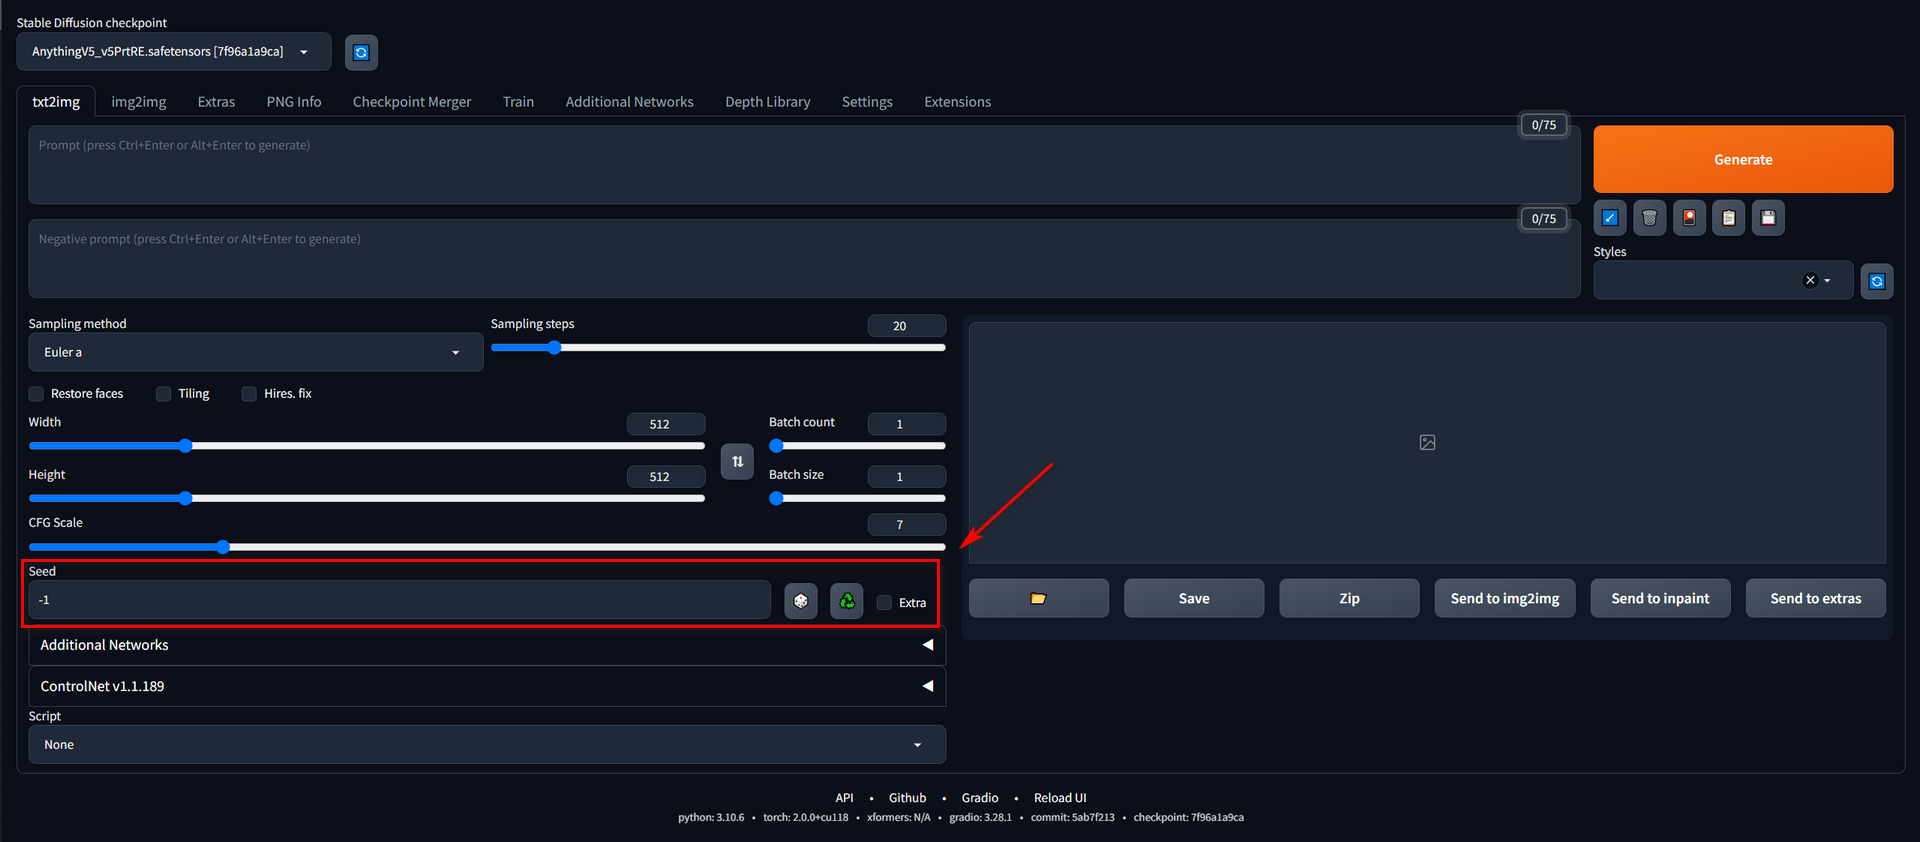 Stable Diffusion checkpoint
AnythingV5_v5PrtRE.safetensors [7f96a1a9ca]
txt2img img2img Extras PNG Info Checkpoint Merger Train Additional Networks Depth Library Settings Extensions
0/75
Prompt (press Ctrl+Enter or Alt+Enter to generate)
Generate
0/75
Negative prompt (press Ctrl+Enter or Alt+Enter to generate)
Styles
Sampling method
Euler a
Sampling steps
20
Restore faces Tiling Hires. fix
Width
512
Batch count
1
Height
512
Batch size
1
CFG Scale
7
Seed
-1
Extra
Save Zip Send to img2img Send to inpaint Send to extras
Additional Networks
ControlNet v1.1.189
Script
None
API • Github • Gradio • Reload UI
python: 3.10.6 • torch: 2.0.0+cu118 • xformers: N/A • gradio: 3.28.1 • commit: 5ab7f213 • checkpoint: 7f96a1a9ca